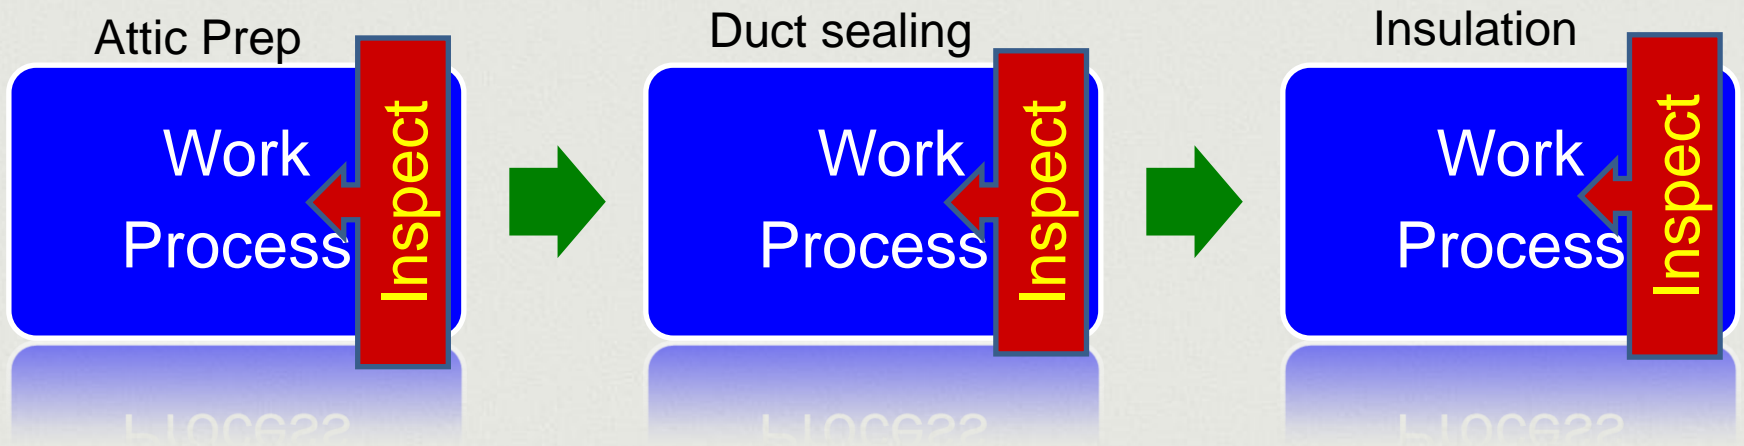 Attic Prep
Work
Process
Inspect
Duct sealing
Work
Process
Inspect
Insulation
Work
Process
Inspect